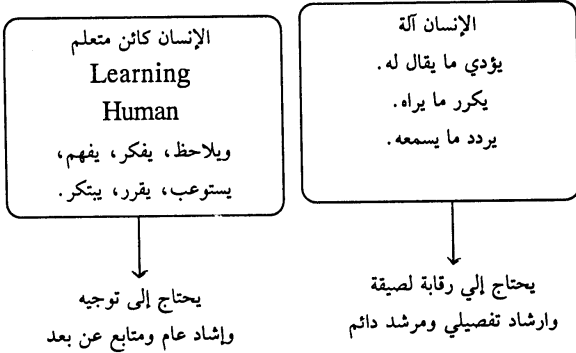 الإنسان آلة
يؤدي ما يقال له.
يكرر ما يراه.
يردد ما يسمعه.
يحتاج إلي رقابة لصيقة
وارشاد تفصيلي ومرشد دائم
الإنسان كائن متعلم
Learning
Human
ويلاحظ، يفكر، يفهم،
يستوعب، يقرر، يبتكر.
يحتاج إلى توجيه
وإشاد عام ومتابع عن بعد